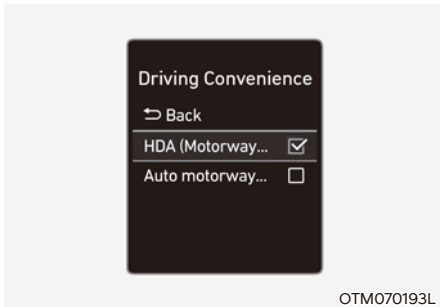 Driving Convenience
Back
HDA (Motorway...
Auto motorway...
OTM070193L